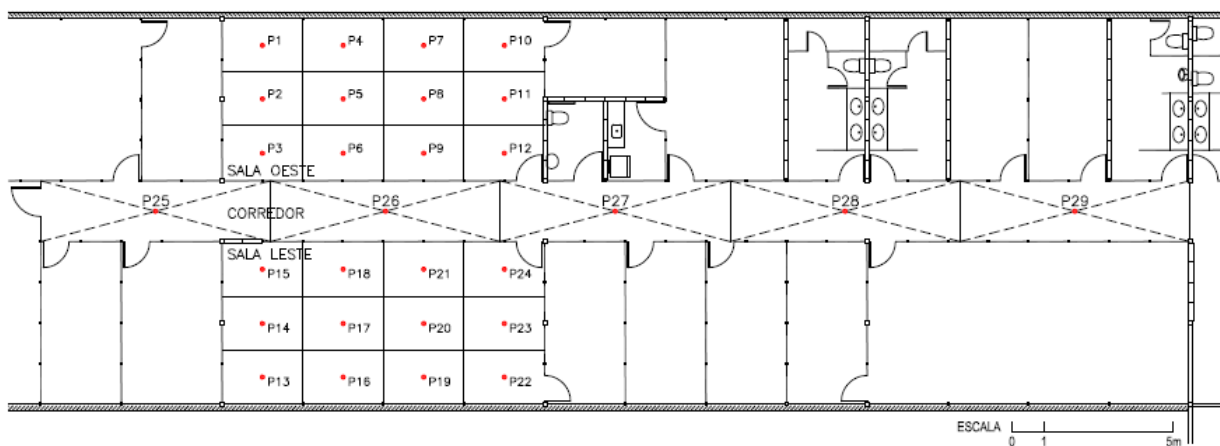 P1 P4 P7 P10
P2 P5 P8 P11
P3 P6 P9 P12
SALA OESTE
P25 P26 P27 P28 P29
CORREDOR
SALA LESTE
P15 P18 P21 P24
P14 P17 P20 P23
P13 P16 P19 P22
ESCALA
0 1 5m